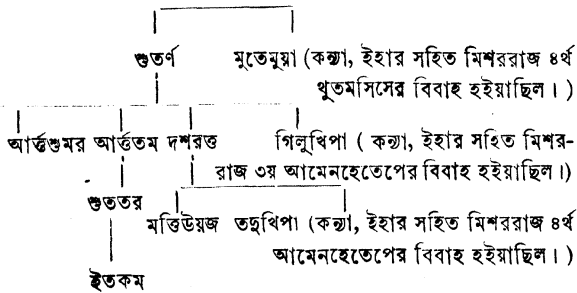 শুতর্ণ মুতেমুয়া (কন্যা, ইহার সহিত মিশররাজ ৪র্থ
থুতমসিসের বিবাহ হইয়াছিল। )
আর্ত্তশুমর আর্ত্ততম দশরত্ত গিলুখিপা ( কন্যা, ইহার সহিত মিশর-
রাজ ৩য় আমেনহেতেপের বিবাহ হইয়াছিল।)
শুততর
মত্তিউয়জ তদুখিপা (কন্যা, ইহার সহিত মিশররাজ ৪র্থ
আমেনহেতেপের বিবাহ হইয়াছিল। )
ইতকম